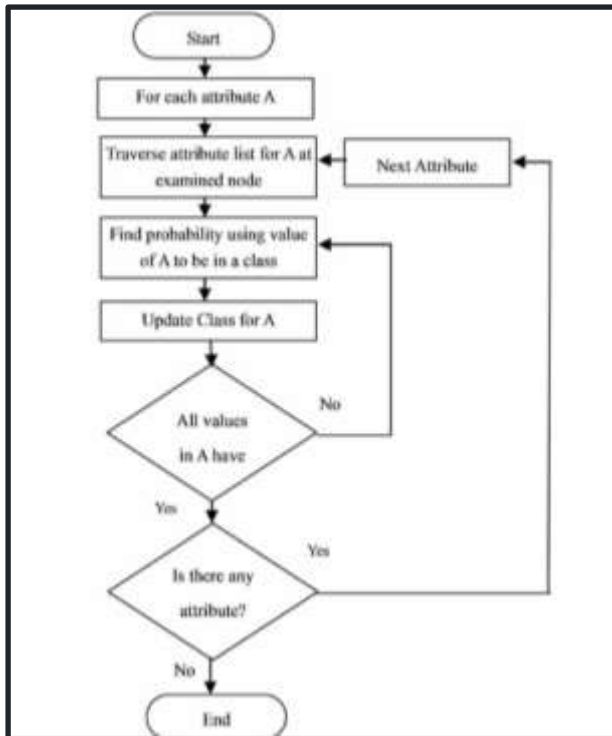 Start
For each attribute A
Traverse attribute list for A at
examined node
Next Attribute
Find probability using value
of A to be in a class
Update Class for A
All values
in A have
No
Yes
Is there any
attribute?
Yes
No
End